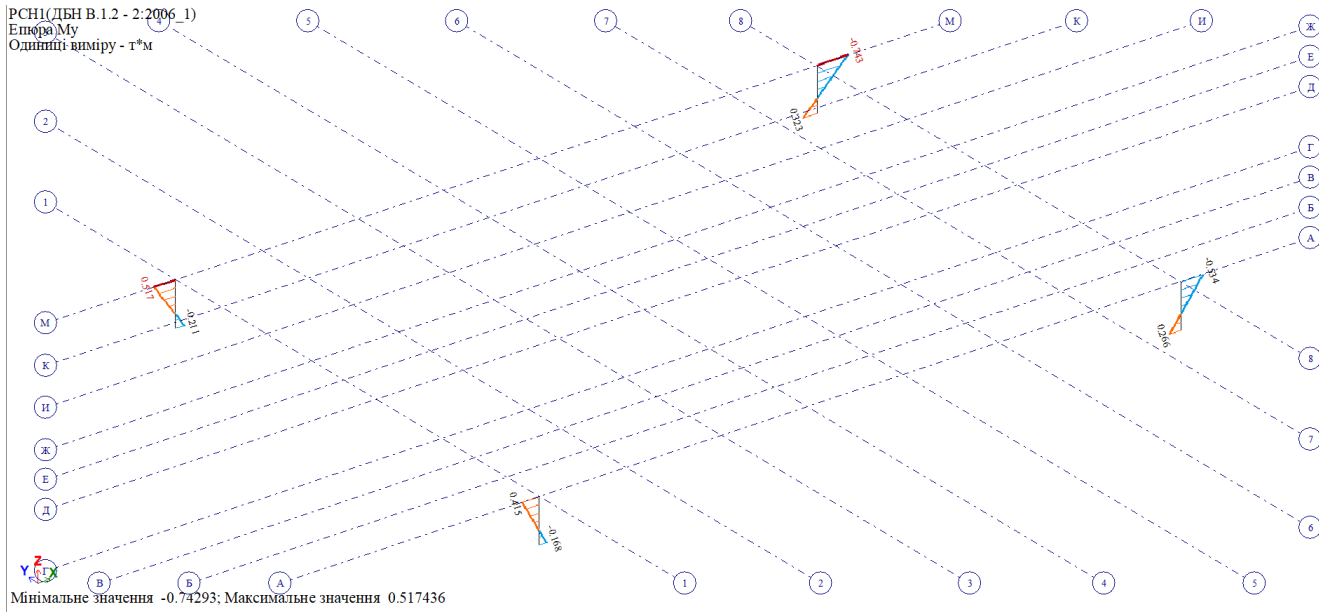 РСН1(ДБН В.1.2 - 2:2006_1)
Епюра Му
Одиниці виміру - т*м
4
5
6
7
8
М
К
И
Ж
Е
Д
Г
В
Б
А
2
1
-0.743
0.323
0.517
-0.211
-0.534
0.266
0.415
-0.168
М
К
И
Ж
Е
Д
Г
В
Б
А
1
2
3
4
5
6
7
8
Z
Y
X
Мінімальне значення -0.74293; Максимальне значення 0.517436